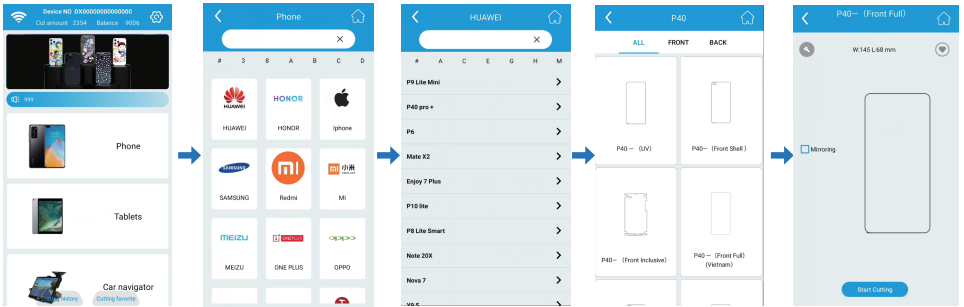 Device NO DX00000000000000
Cut amount 2354 Balance 9006
999
Phone
Tablets
Car navigator
history
Cutting favorite
Phone
×
# 3 8 A B C D
HUAWEI
HONOR
HUAWEI HONOR Iphone
SAMSUNG
小米
SAMSUNG Redmi MI
MEIZU
ONEPLUS
oppo
MEIZU ONE PLUS OPPO
HUAWEI
×
# A C E G H M
P9 Lite Mini
P40 pro +
P6
Mate X2
Enjoy 7 Plus
P10 lite
P8 Lite Smart
Note 20X
Nova 7
P40
ALL FRONT BACK
P40— (UV)
P40— (Front Shell )
P40— (Front Inclusive)
P40— (Front Full)
(Vietnam)
P40— (Front Full)
W:145 L:68 mm
Mirroring
Start Cutting